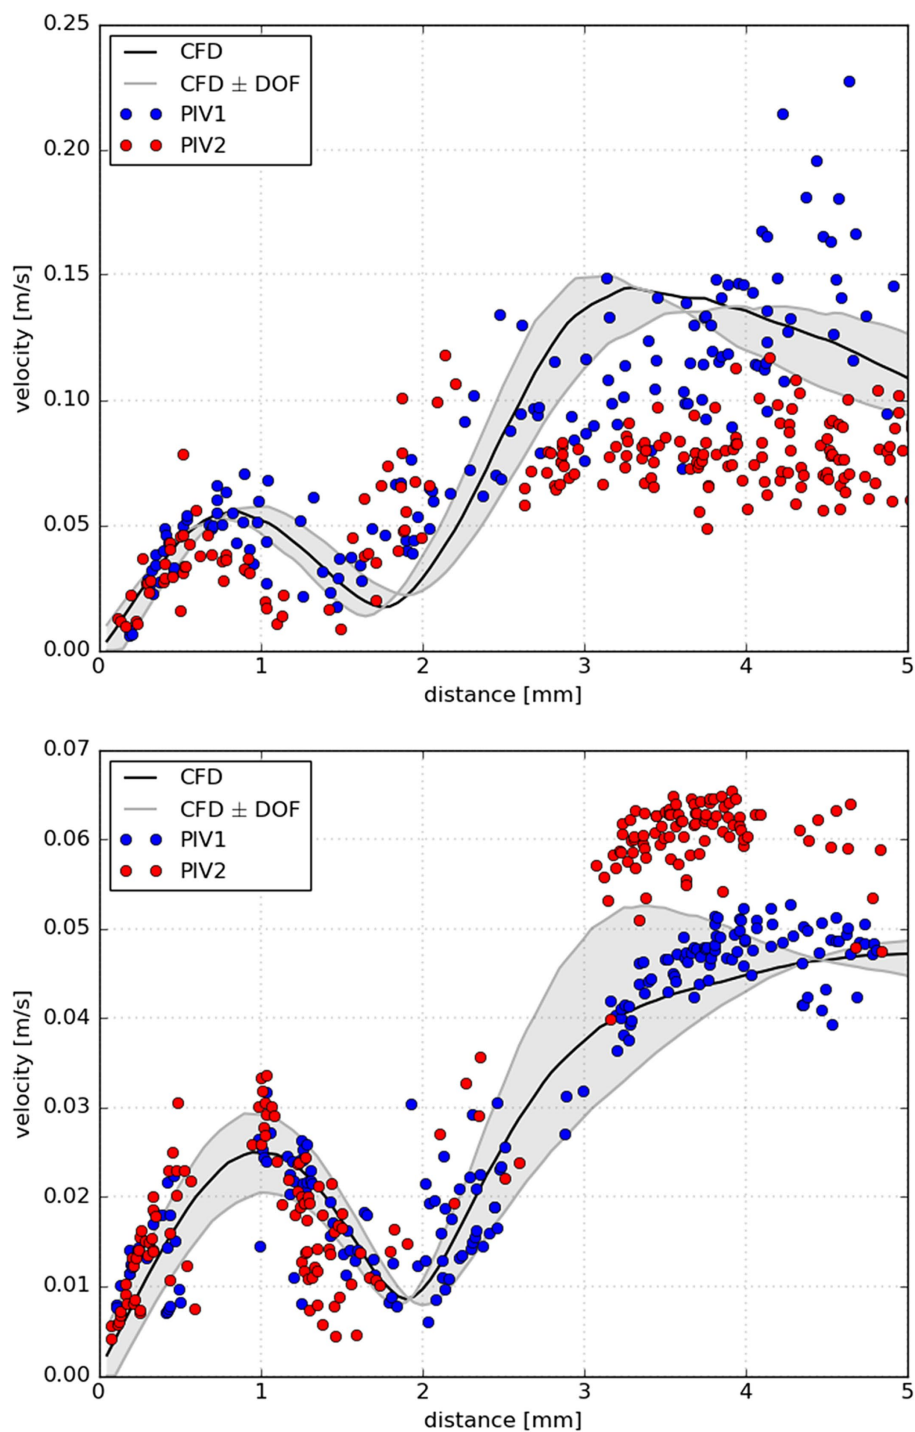 0.25
CFD
CFD ± DOF
PIV1
PIV2
0.20
0.15
0.10
0.05
0.00
velocity [m/s]
0 1 2 3 4 5
distance [mm]
0.07
CFD
CFD ± DOF
PIV1
PIV2
0.06
0.05
0.04
0.03
0.02
0.01
0.00
velocity [m/s]
0 1 2 3 4 5
distance [mm]